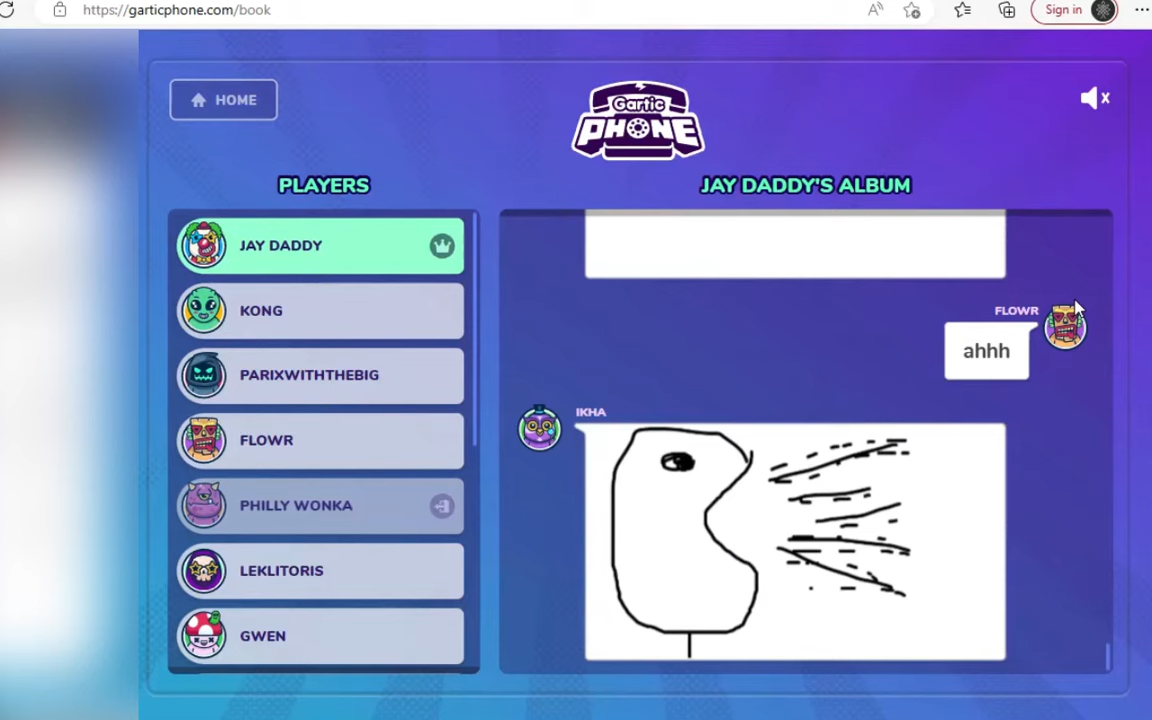 https://garticphone.com/book
Sign in
HOME
Gartic
PHONE
PLAYERS
JAY DADDY'S ALBUM
JAY DADDY
KONG
PARIXWITHTHEBIG
FLOWR
PHILLY WONKA
LEKLITORIS
GWEN
FLOWR
ahhh
IKHA